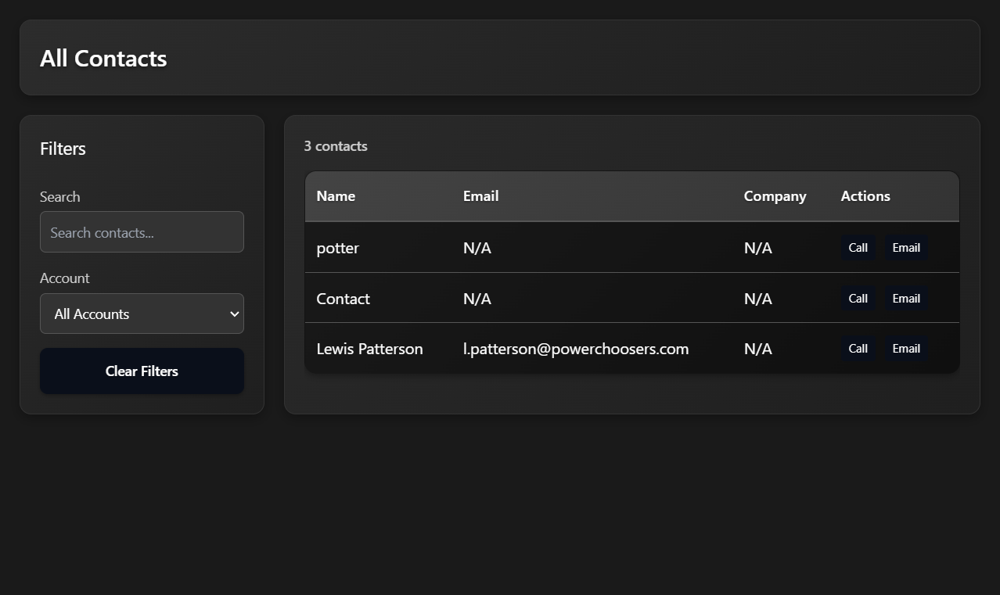 All Contacts
Filters
Search
Search contacts...
Account
All Accounts
Clear Filters
3 contacts
Name Email Company Actions
potter N/A N/A Call Email
Contact N/A N/A Call Email
Lewis Patterson l.patterson@powerchoosers.com N/A Call Email